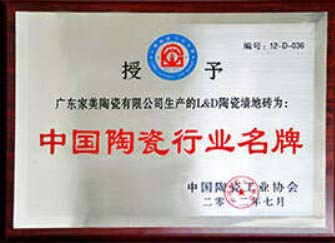 编号：12-D-036
授予
广东家美陶瓷有限公司生产的L&D陶瓷墙地砖为：
中国陶瓷行业名牌
中国陶瓷工业协会
二零一二年七月